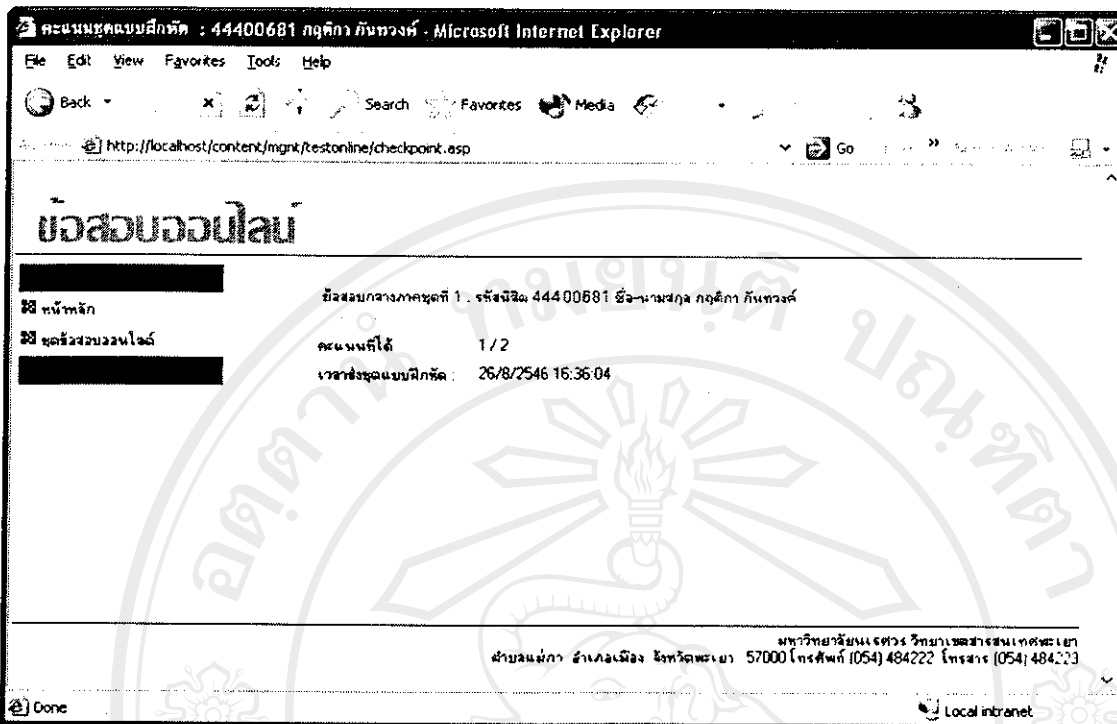 คะแนนชุดแบบฝึกหัด : 44400681 กฤติกา กันทวงค์ - Microsoft Internet Explorer
File Edit View Favorites Tools Help
Back Search Favorites Media
http://localhost/content/mgnt/testonline/checkpoint.asp Go
ข้อสอบออนไลน์
หน้าหลัก
ชุดข้อสอบออนไลน์
ข้อสอบกลางภาคชุดที่ 1 . รหัสนิสิต 44400681 ชื่อ-นามสกุล กฤติกา กันทวงค์
คะแนนที่ได้ 1 / 2
เวลาส่งชุดแบบฝึกหัด : 26/8/2546 16:36:04
มหาวิทยาลัยนเรศวร วิทยาเขตสารสนเทศพะเยา
ตำบลแม่กา อำเภอเมือง จังหวัดพะเยา 57000 โทรศัพท์ (054) 484222 โทรสาร (054) 484223
Done Local intranet